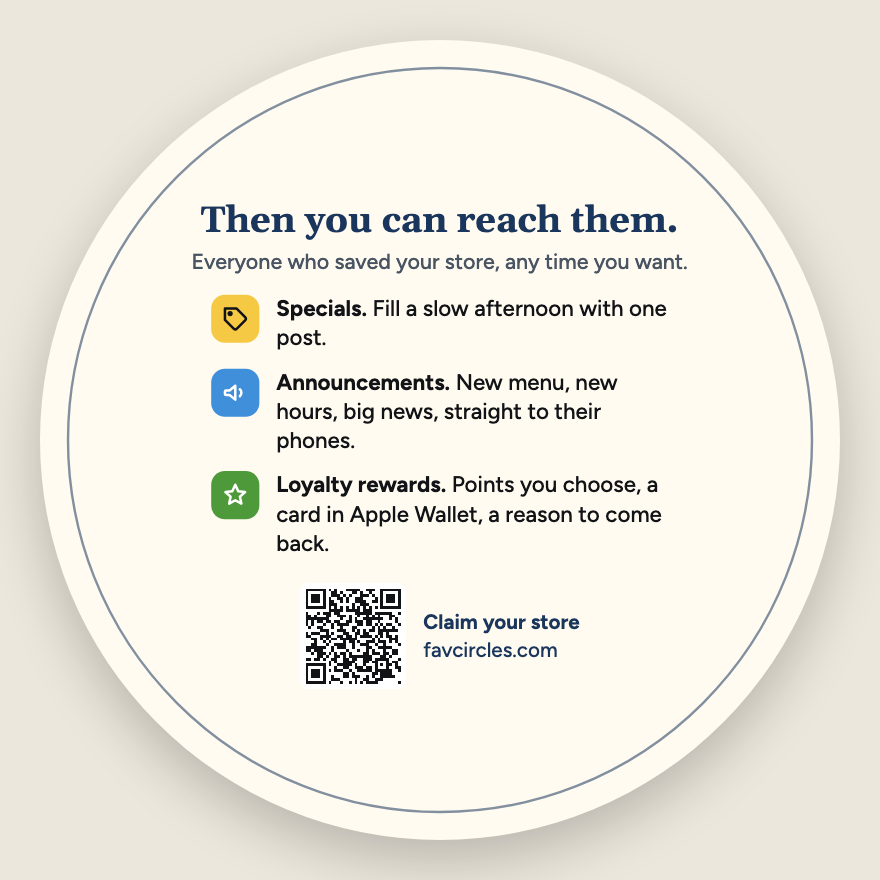 Then you can reach them.
Everyone who saved your store, any time you want.
Specials. Fill a slow afternoon with one
post.
Announcements. New menu, new
hours, big news, straight to their
phones.
Loyalty rewards. Points you choose, a
card in Apple Wallet, a reason to come
back.
Claim your store
favcircles.com